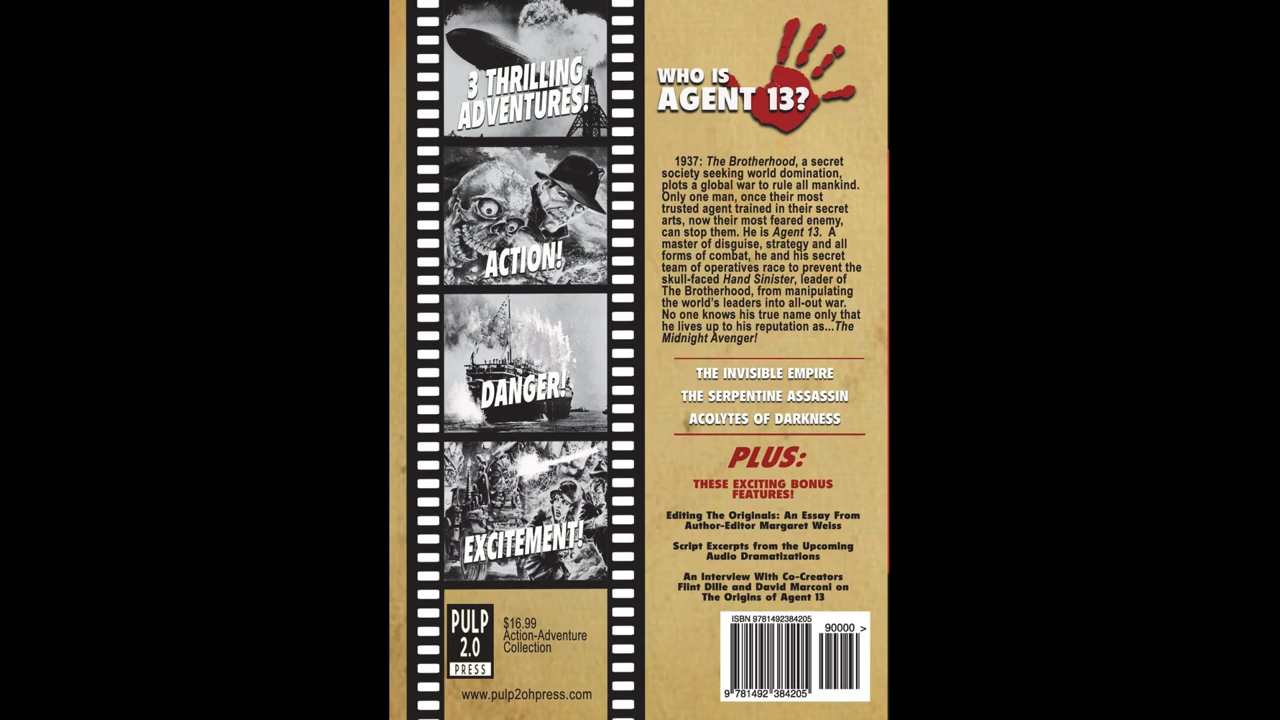 3 THRILLING
ADVENTURES!
ACTION!
DANGER!
EXCITEMENT!
PULP
2.0
PRESS
$16.99
Action-Adventure
Collection
www.pulp2ohpress.com
WHO IS
AGENT 13?
1937: The Brotherhood, a secret
society seeking world domination,
plots a global war to rule all mankind.
Only one man, once their most
trusted agent trained in their secret
arts, now their most feared enemy,
can stop them. He is Agent 13. A
master of disguise, strategy and all
forms of combat, he and his secret
team of operatives race to prevent the
skull-faced Hand Sinister, leader of
The Brotherhood, from manipulating
the world's leaders into all-out war.
No one knows his true name only that
he lives up to his reputation as...The
Midnight Avenger!
THE INVISIBLE EMPIRE
THE SERPENTINE ASSASSIN
ACOLYTES OF DARKNESS
PLUS:
THESE EXCITING BONUS
FEATURES!
Editing The Originals: An Essay From
Author-Editor Margaret Weiss
Script Excerpts from the Upcoming
Audio Dramatizations
An Interview With Co-Creators
Flint Dille and David Marconi on
The Origins of Agent 13
ISBN 9781492384205
90000 >
9 781492 384205